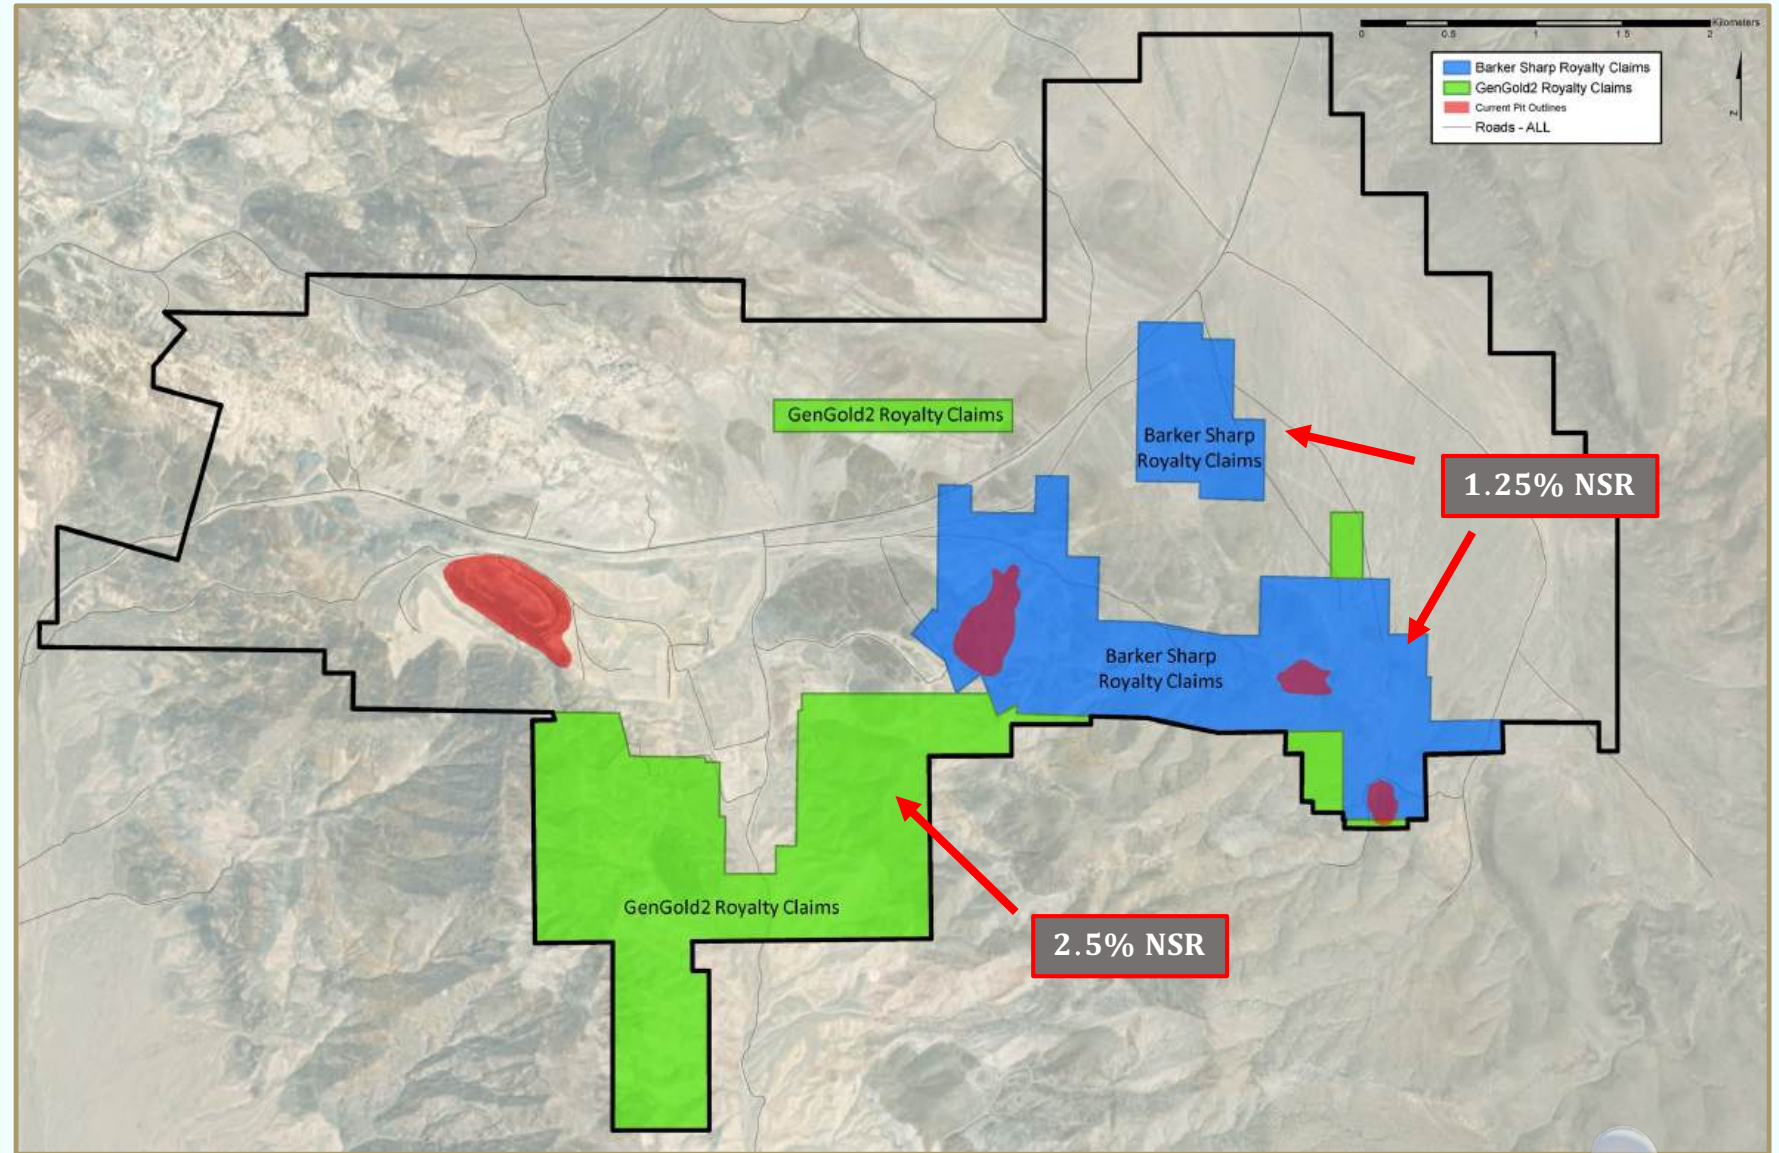 Kilometers
0 0.5 1 1.5 2
Barker Sharp Royalty Claims
GenGold2 Royalty Claims
Current Pit Outlines
Roads - ALL
N
GenGold2 Royalty Claims
Barker Sharp
Royalty Claims
1.25% NSR
Barker Sharp
Royalty Claims
GenGold2 Royalty Claims
2.5% NSR